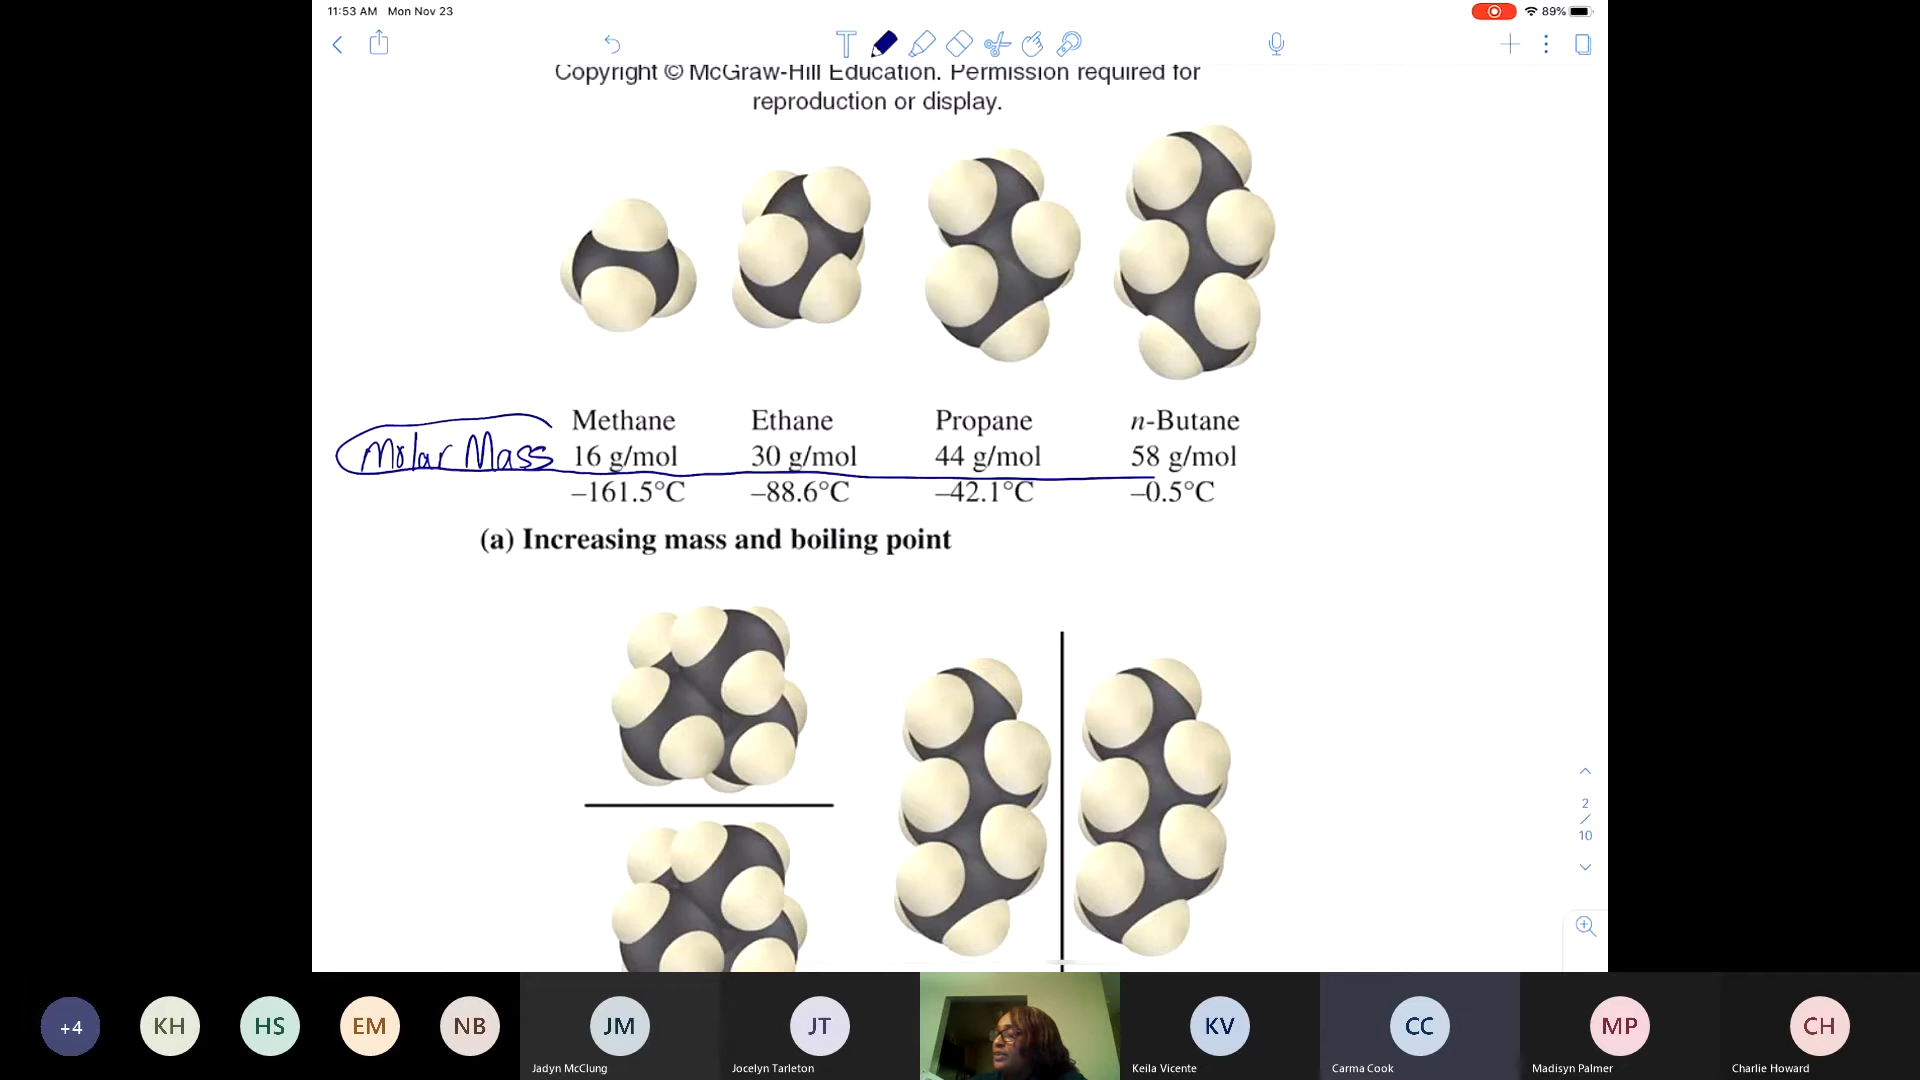 11:53 AM Mon Nov 23
89%
T
Copyright © McGraw-Hill Education. Permission required for
reproduction or display.
Methane Ethane Propane n-Butane
Molar Mass 16 g/mol 30 g/mol 44 g/mol 58 g/mol
–161.5°C –88.6°C –42.1°C –0.5°C
(a) Increasing mass and boiling point
2
/
10
+4 KH HS EM NB JM JT KV CC MP CH
Jadyn McClung Jocelyn Tarleton Keila Vicente Carma Cook Madisyn Palmer Charlie Howard